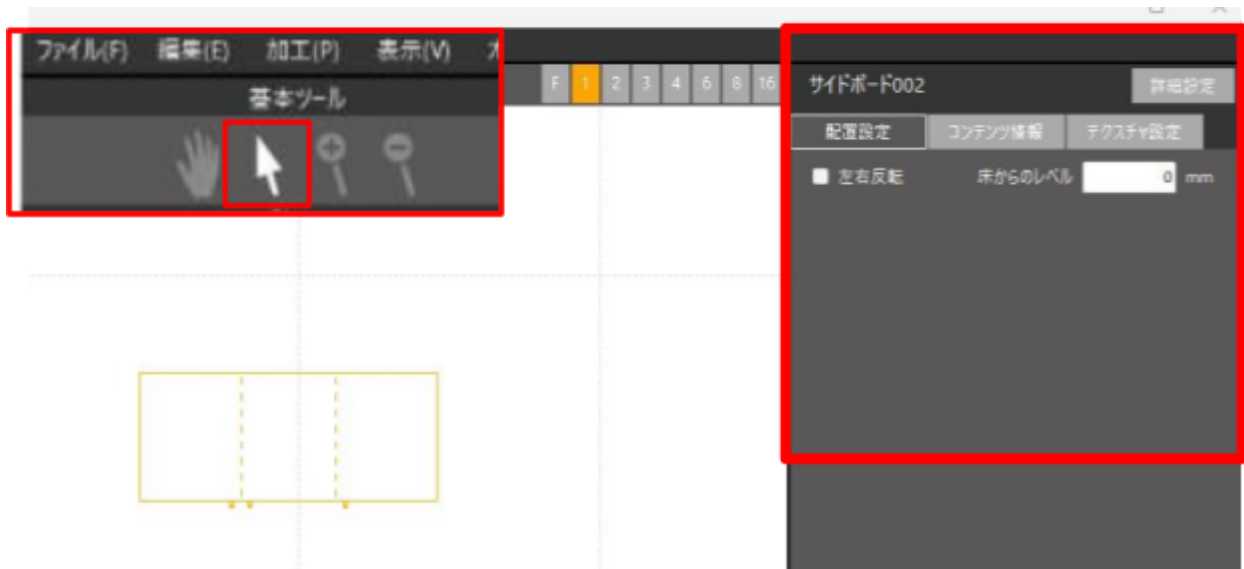 ファイル(F) 編集(E) 加工(P) 表示(V)
基本ツール
F 1 2 3 4 6 8 16
サイドボード002 詳細設定
配置設定 コンテンツ情報 テクスチャ設定
左右反転 床からのレベル 0 mm